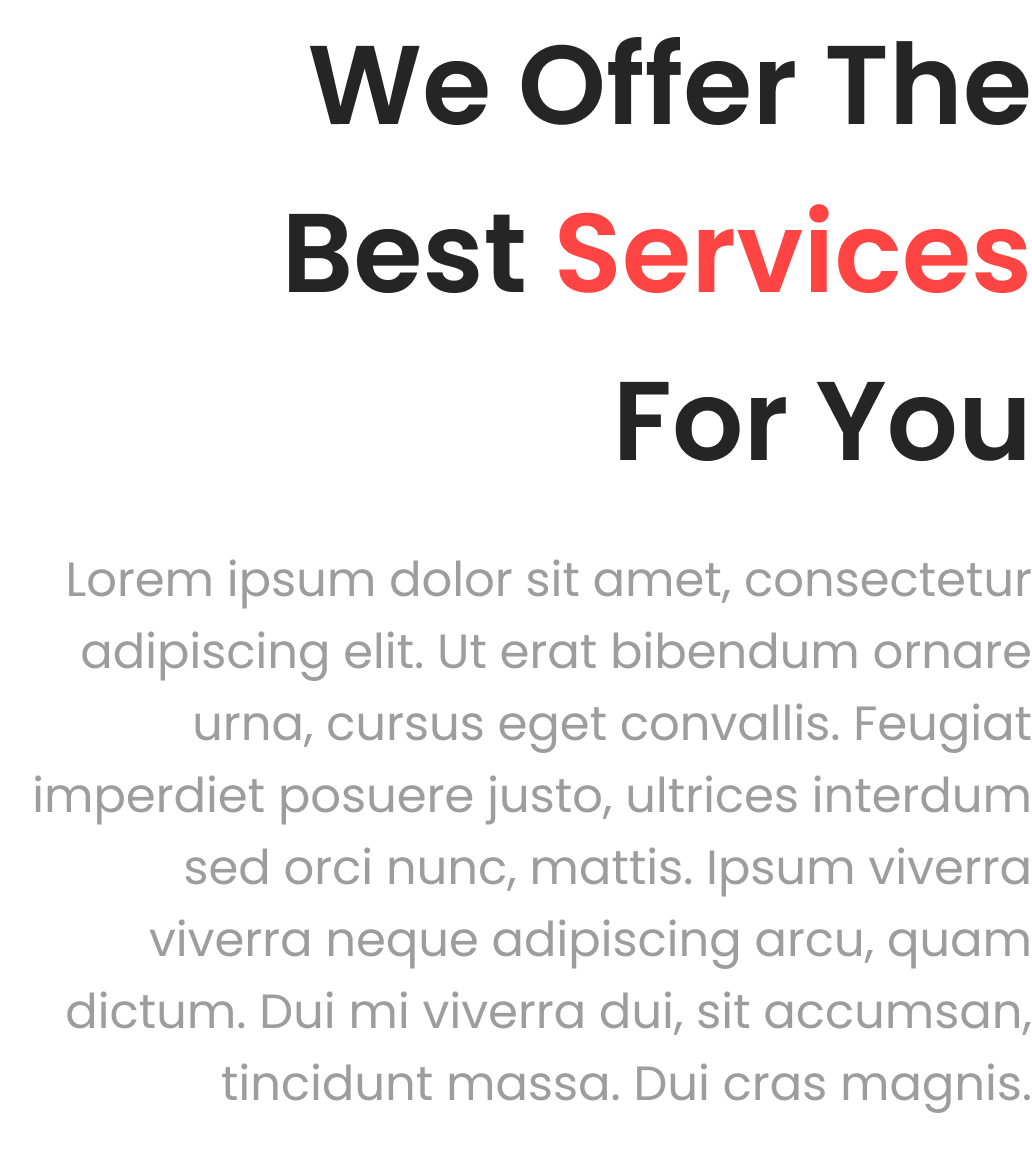 We Offer The
Best Services
For You
Lorem ipsum dolor sit amet, consectetur
adipiscing elit. Ut erat bibendum ornare
urna, cursus eget convallis. Feugiat
imperdiet posuere justo, ultrices interdum
sed orci nunc, mattis. Ipsum viverra
viverra neque adipiscing arcu, quam
dictum. Dui mi viverra dui, sit accumsan,
tincidunt massa. Dui cras magnis.